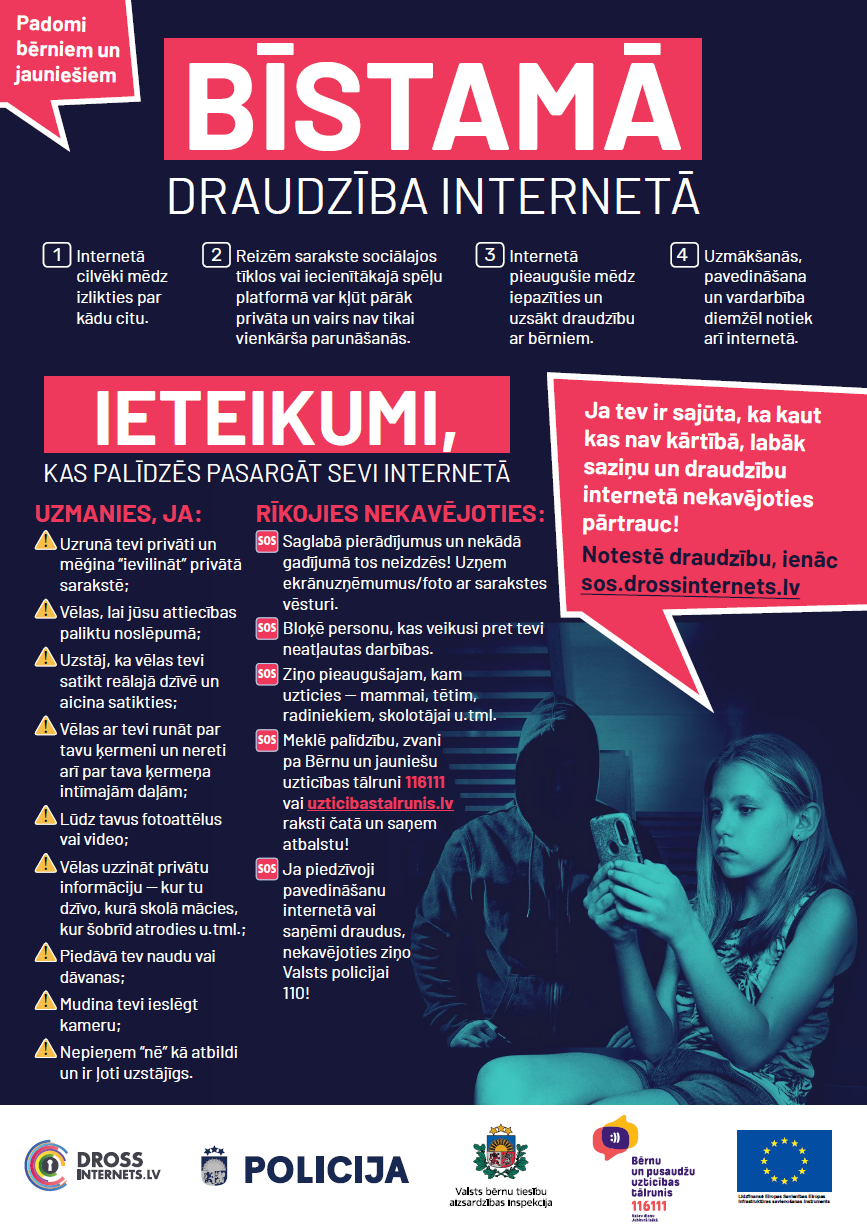 Padomi
bērniem un
jauniešiem
BĪSTAMĀ
DRAUDZĪBA INTERNETĀ
1 Internetā
cilvēki mēdz
izlikties par
kādu citu.
2 Reizēm sarakste sociālajos
tīklos vai iecienītākajā spēļu
platformā var kļūt pārāk
privāta un vairs nav tikai
vienkārša parunāšanās.
3 Internetā
pieaugušie mēdz
iepazīties un
uzsākt draudzību
ar bērniem.
4 Uzmākšanās,
pavedināšana
un vardarbība
diemžēl notiek
arī internetā.
IETEIKUMI,
KAS PALĪDZĒS PASARGĀT SEVI INTERNETĀ
Ja tev ir sajūta, ka kaut
kas nav kārtībā, labāk
saziņu un draudzību
internetā nekavējoties
pārtrauc!
Notestē draudzību, ienāc
sos.drossinternets.lv
UZMANIES, JA:
Uzrunā tevi privāti un
mēģina "ievilināt" privātā
sarakstē;
Vēlas, lai jūsu attiecības
paliktu noslēpumā;
Uzstāj, ka vēlas tevi
satikt reālajā dzīvē un
aicina satikties;
Vēlas ar tevi runāt par
tavu ķermeni un nereti
arī par tava ķermeņa
intīmajām daļām;
Lūdz tavus fotoattēlus
vai video;
Vēlas uzzināt privātu
informāciju – kur tu
dzīvo, kurā skolā mācies,
kur šobrīd atrodies u.tml.;
Piedāvā tev naudu vai
dāvanas;
Mudina tevi ieslēgt
kameru;
Nepieņem "nē" kā atbildi
un ir ļoti uzstājīgs.
RĪKOJIES NEKAVĒJOTIES:
SOS Saglabā pierādījumus un nekādā
gadījumā tos neizdzēs! Uzņem
ekrānuzņēmumus/foto ar sarakstes
vēsturi.
SOS Bloķē personu, kas veikusi pret tevi
neatļautas darbības.
SOS Ziņo pieaugušajam, kam
uzticies – mammai, tētim,
radiniekiem, skolotājai u.tml.
SOS Meklē palīdzību, zvani
pa Bērnu un jauniešu
uzticības tālruni 116111
vai uzticibastalrunis.lv
raksti čatā un saņem
atbalstu!
SOS Ja piedzīvoji
pavedināšanu
internetā vai
saņēmi draudus,
nekavējoties ziņo
Valsts policijai
110!
DROSS
INTERNETS.LV
POLICIJA
Valsts bērnu tiesību
aizsardzības inspekcija
Bērnu
un pusaudžu
uzticības
tālrunis
116111
Līdzfinansē Eiropas Savienības Eiropas
infrastruktūras savienošanas instruments